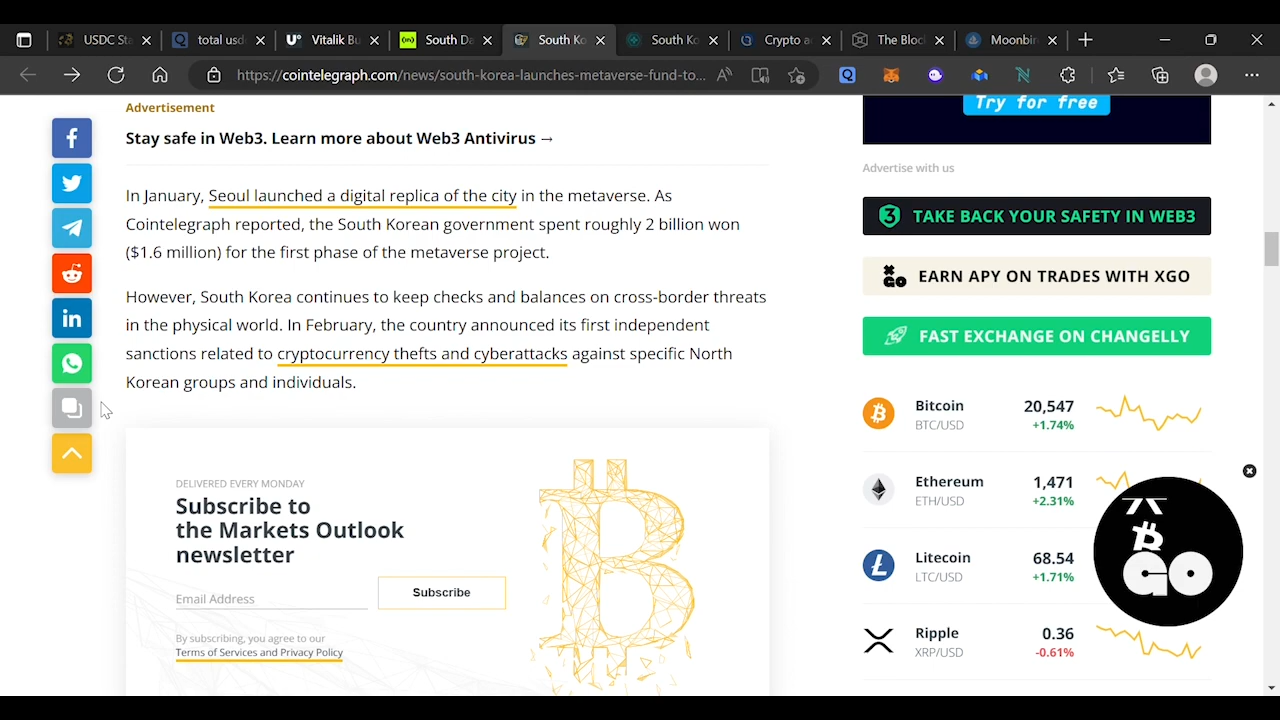 USDC Sta
total usd
Vitalik Bu
South Da
South Ko
South Ko
Crypto a
The Bloc
Moonbir
https://cointelegraph.com/news/south-korea-launches-metaverse-fund-to...
Advertisement
Stay safe in Web3. Learn more about Web3 Antivirus →
In January, Seoul launched a digital replica of the city in the metaverse. As
Cointelegraph reported, the South Korean government spent roughly 2 billion won
($1.6 million) for the first phase of the metaverse project.
However, South Korea continues to keep checks and balances on cross-border threats
in the physical world. In February, the country announced its first independent
sanctions related to cryptocurrency thefts and cyberattacks against specific North
Korean groups and individuals.
DELIVERED EVERY MONDAY
Subscribe to
the Markets Outlook
newsletter
Email Address
Subscribe
By subscribing, you agree to our
Terms of Services and Privacy Policy
Try for free
Advertise with us
TAKE BACK YOUR SAFETY IN WEB3
EARN APY ON TRADES WITH XGO
FAST EXCHANGE ON CHANGELLY
Bitcoin 20,547
BTC/USD +1.74%
Ethereum 1,471
ETH/USD +2.31%
Litecoin 68.54
LTC/USD +1.71%
Ripple 0.36
XRP/USD -0.61%
GO